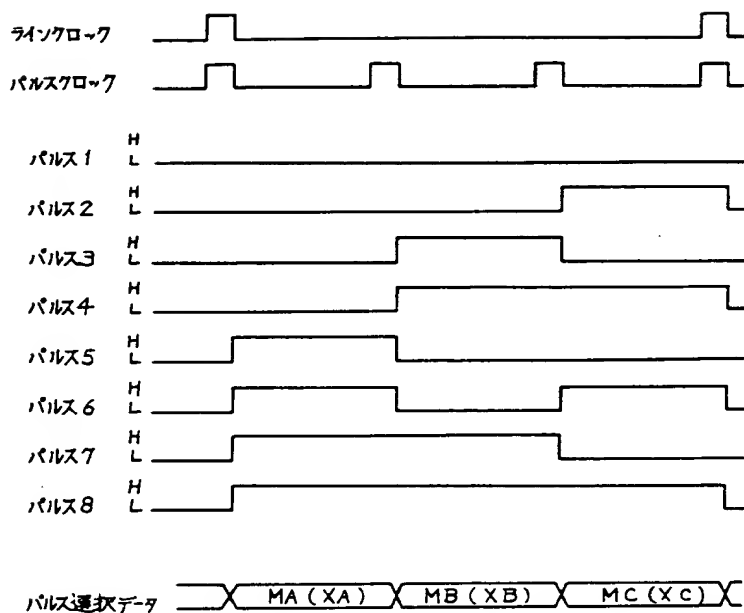 ラインクロック
パルスクロック
パルス1 H L
パルス2 H L
パルス3 H L
パルス4 H L
パルス5 H L
パルス6 H L
パルス7 H L
パルス8 H L
パルス選択データ MA(XA) MB(XB) MC(XC)